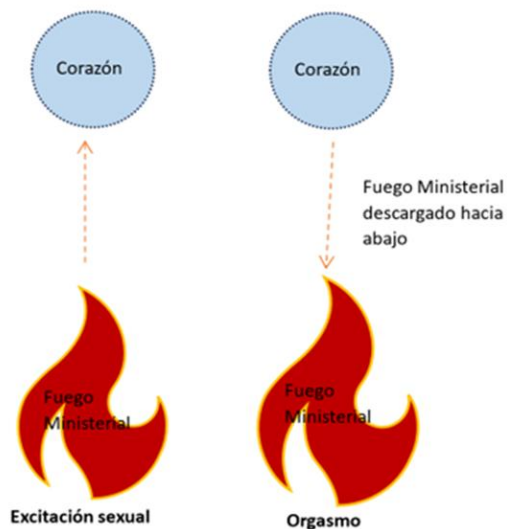 Corazón
Corazón
Fuego Ministerial
descargado hacia
abajo
Fuego
Ministerial
Fuego
Ministerial
Excitación sexual
Orgasmo